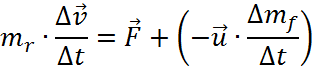 m_r · Δv⃗/Δt = F⃗ + (−u⃗ · Δm_f/Δt)